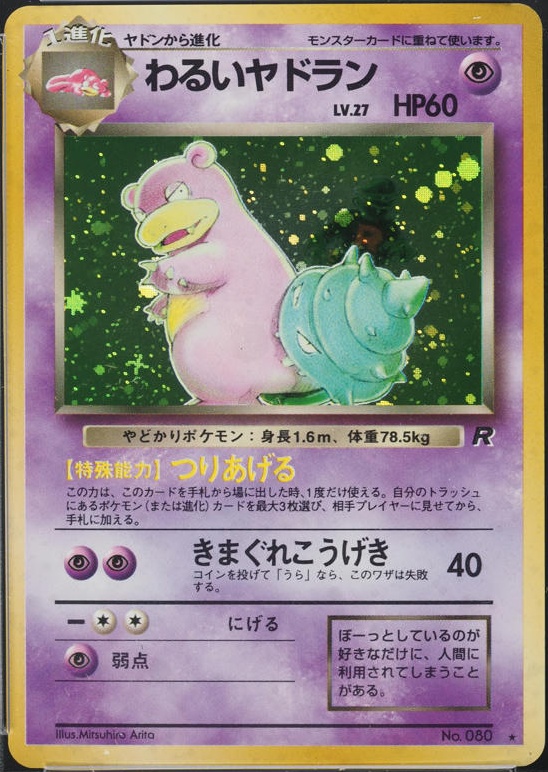 1進化
ヤドンから進化
モンスターカードに重ねて使います。
わるいヤドラン
LV.27 HP60
やどかりポケモン:身長1.6m、体重78.5kg
R
【特殊能力】つりあげる
この力は、このカードを手札から場に出した時、1度だけ使える。自分のトラッシュ
にあるポケモン(または進化)カードを最大3枚選び、相手プレイヤーに見せてから、
手札に加える。
きまぐれこうげき 40
コインを投げて「うら」なら、このワザは失敗
する。
にげる
弱点
ぼーっとしているのが
好きなだけに、人間に
利用されてしまうこと
がある。
Illus.Mitsuhiro Arita
No. 080 ★